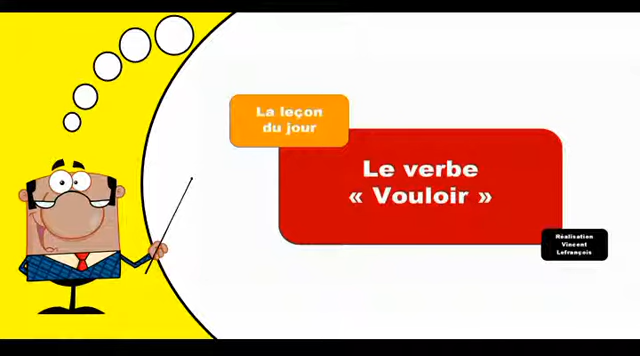 La leçon
du jour
Le verbe
« Vouloir »
Réalisation
Vincent
Lefrançois